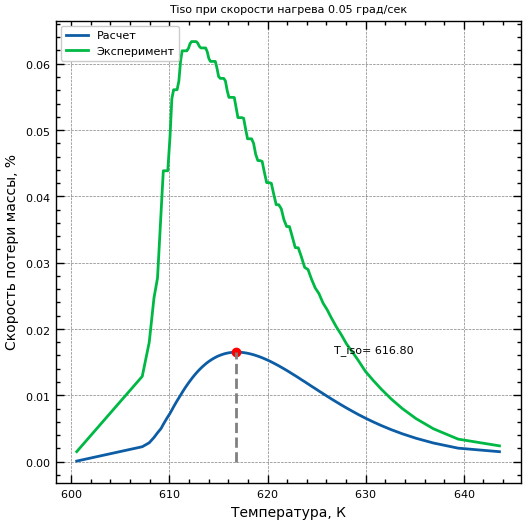 Tiso при скорости нагрева 0.05 град/сек
Расчет
Эксперимент
Скорость потери массы, %
0.06
0.05
0.04
0.03
0.02
0.01
0.00
T_iso= 616.80
600 610 620 630 640
Температура, К